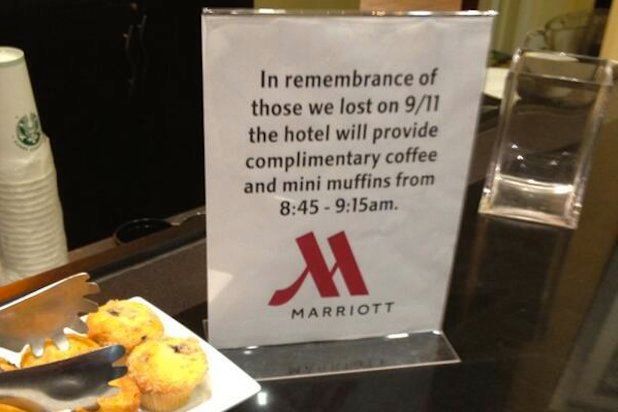 In remembrance of
those we lost on 9/11
the hotel will provide
complimentary coffee
and mini muffins from
8:45 - 9:15am.
MARRIOTT